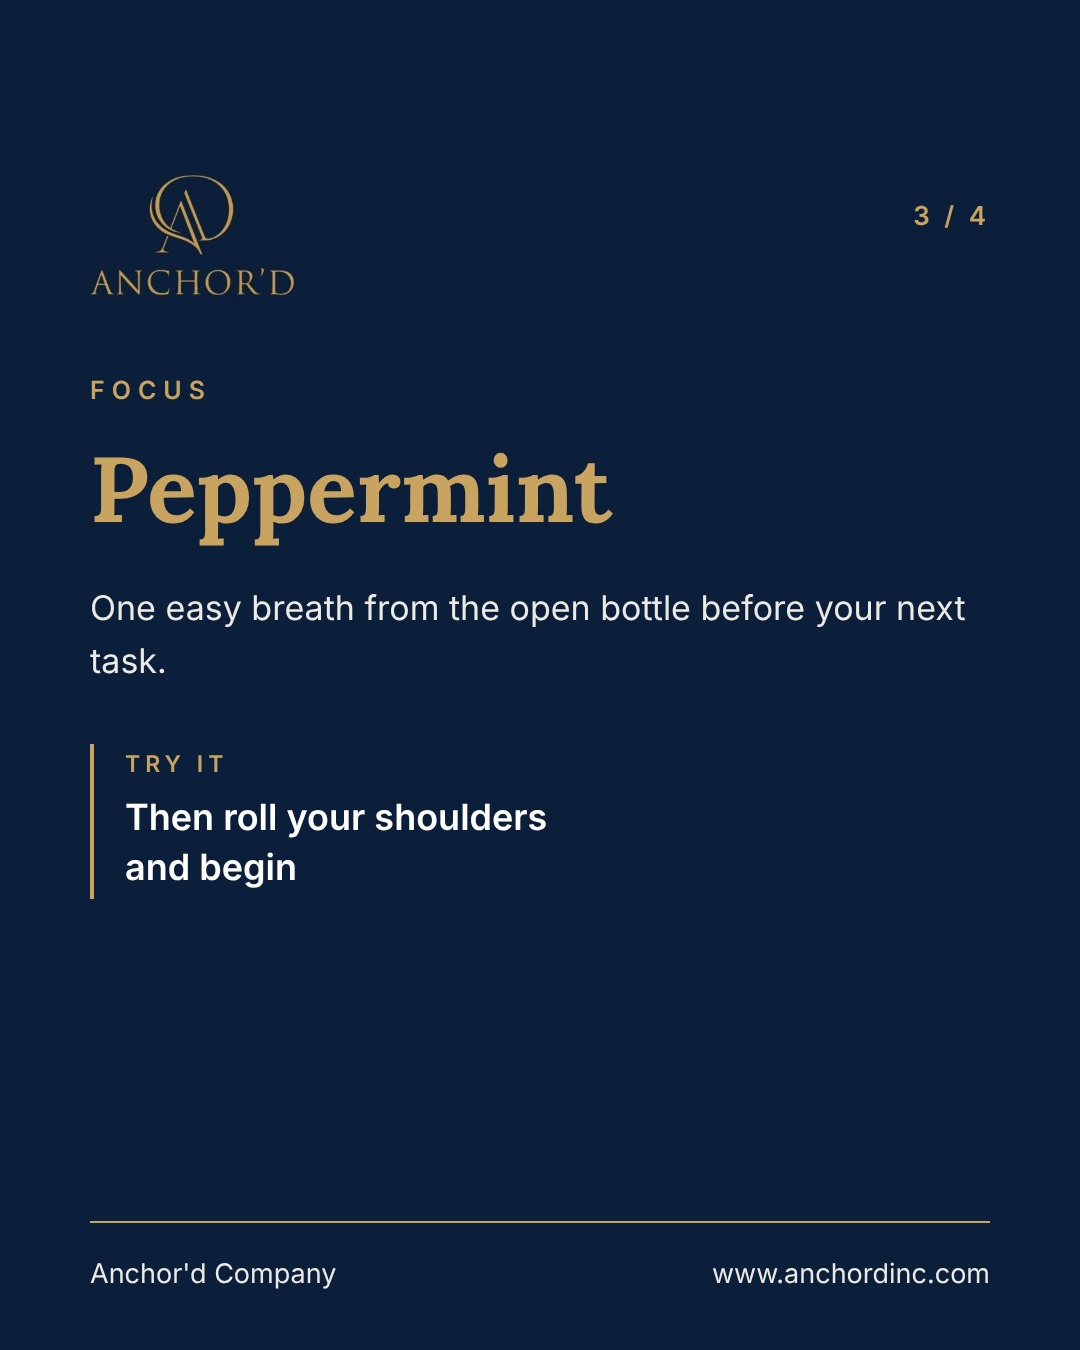 ANCHOR’D
3 / 4
FOCUS
Peppermint
One easy breath from the open bottle before your next
task.
TRY IT
Then roll your shoulders
and begin
Anchor'd Company
www.anchordinc.com